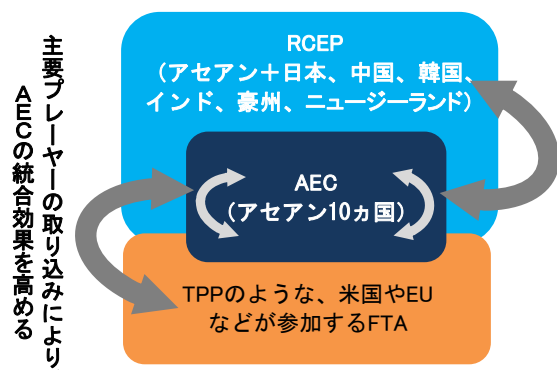 主要プレーヤーの取り込みにより
AECの統合効果を高める
RCEP
（アセアン＋日本、中国、韓国、
インド、豪州、ニュージーランド）
AEC
（アセアン10ヵ国）
TPPのような、米国やEU
などが参加するFTA